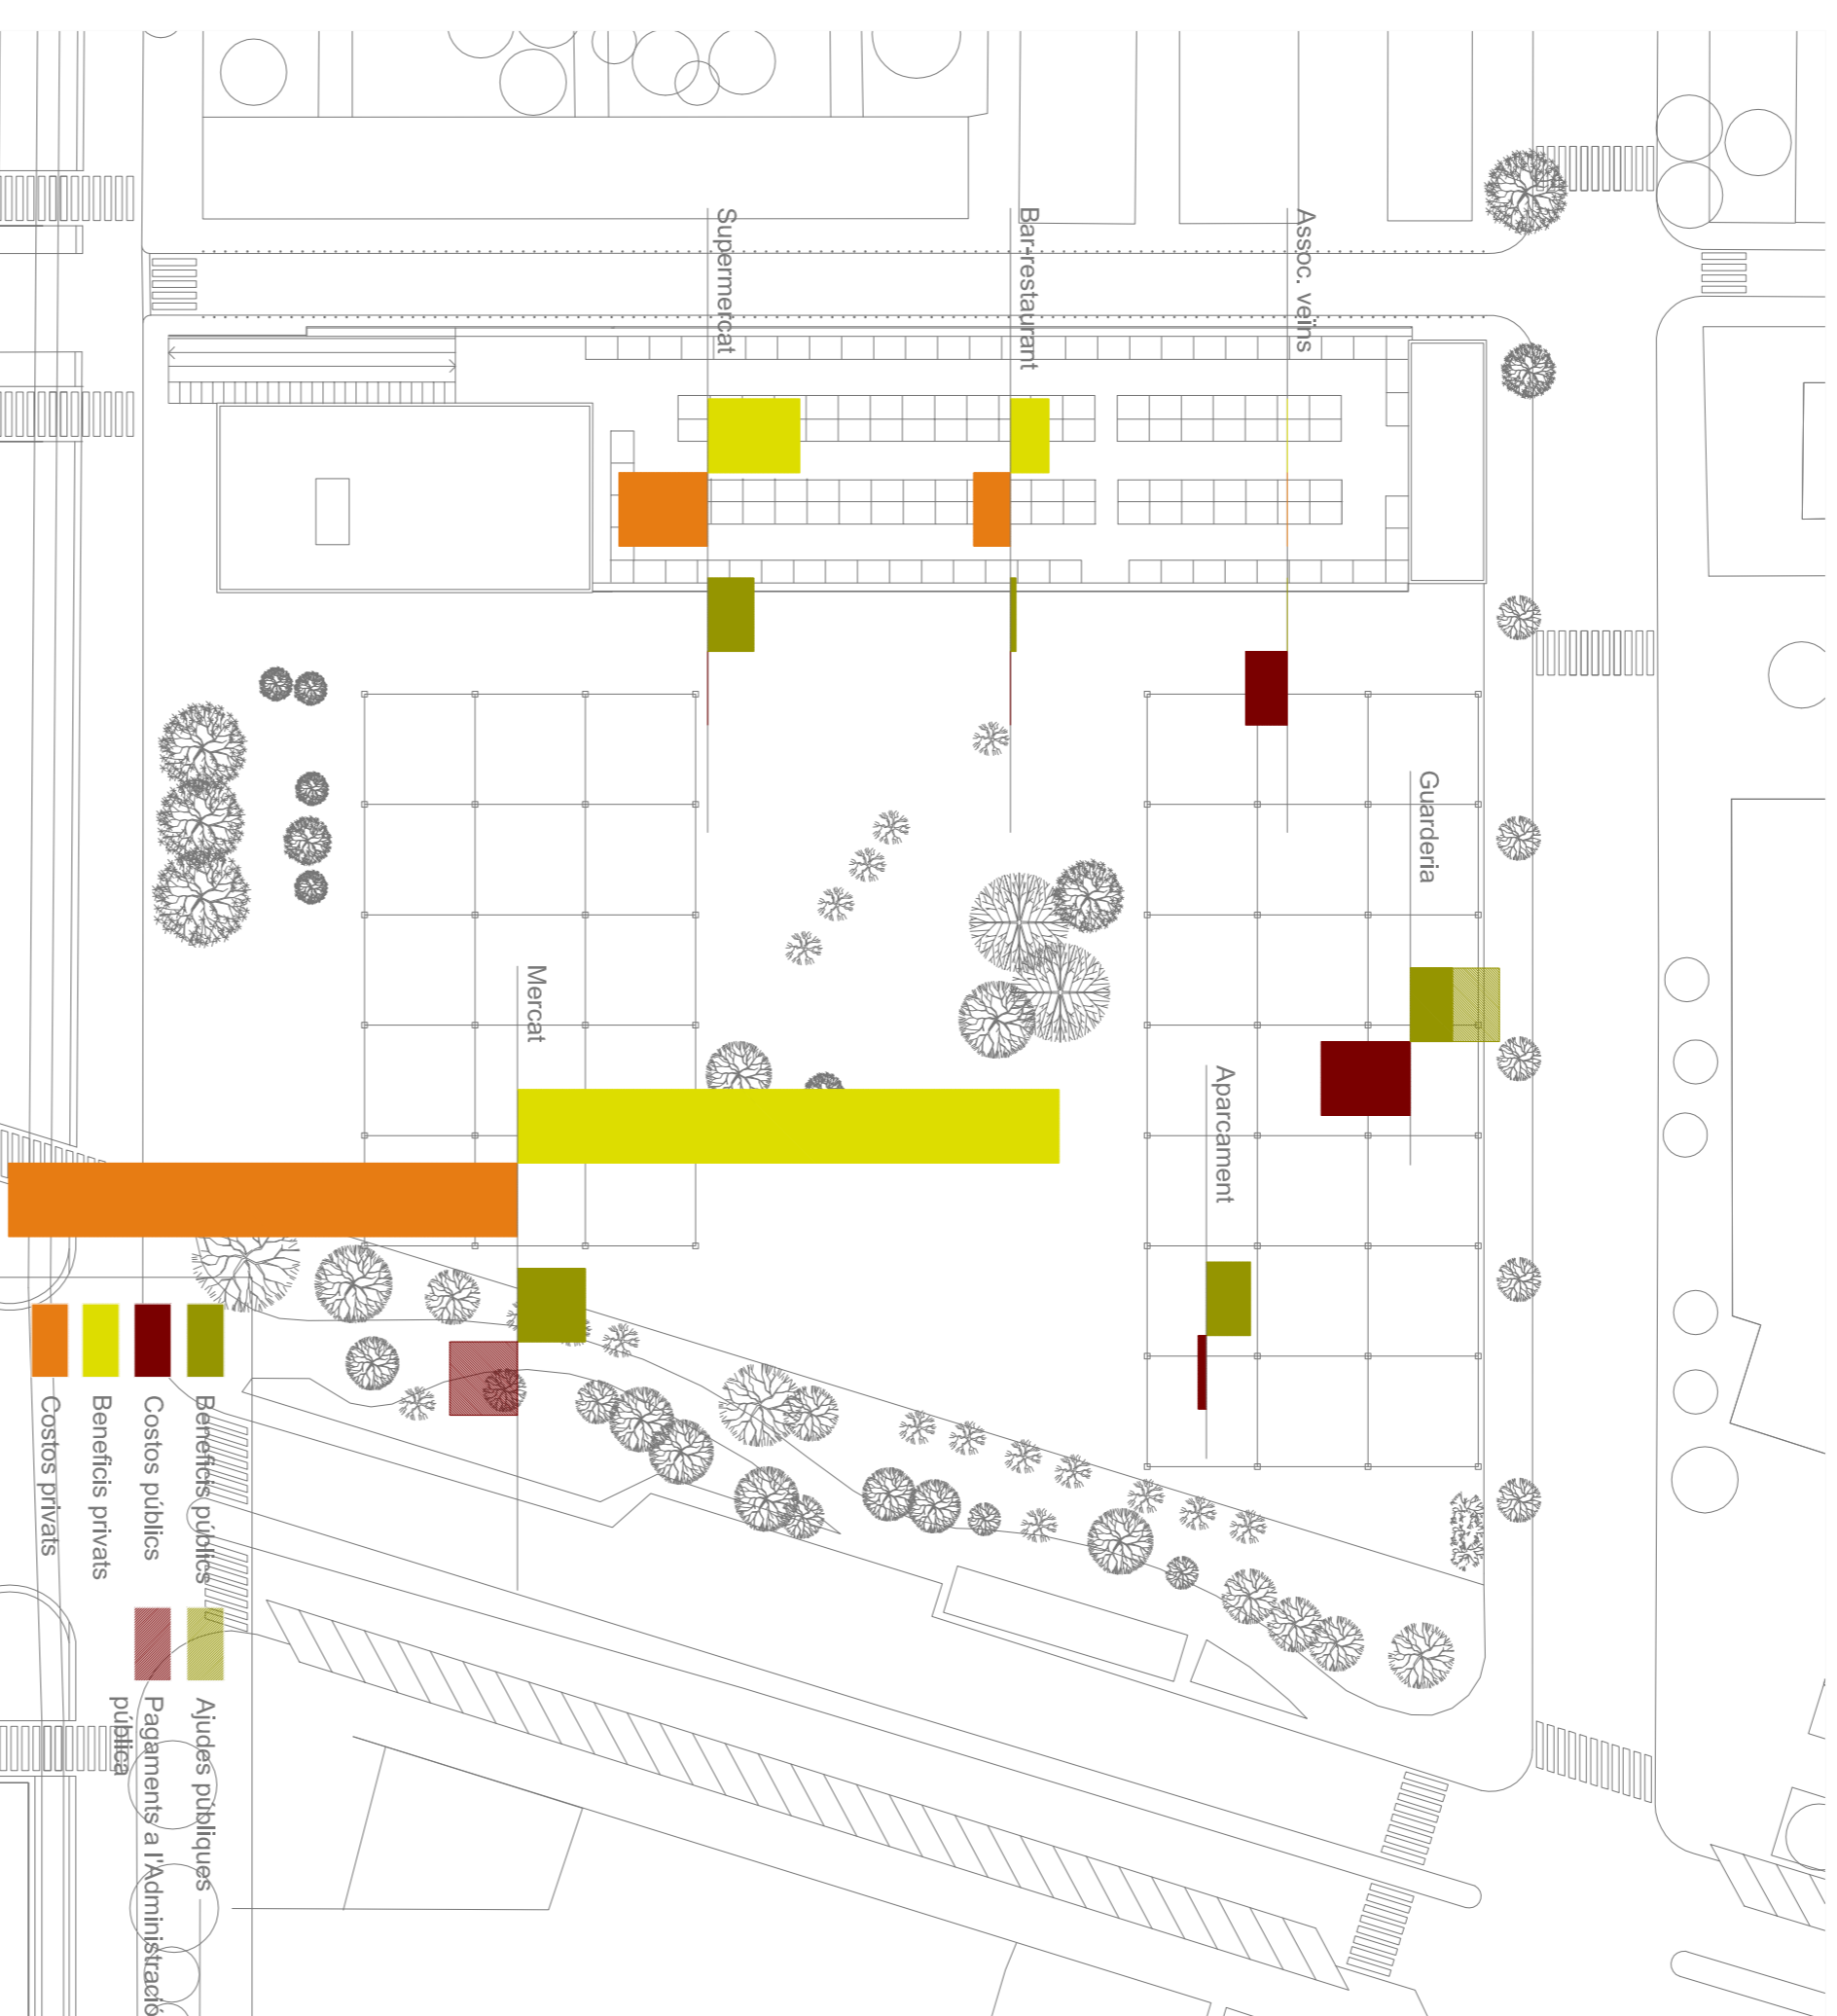 Supermercat
Bar-restaurant
Assoc. veïns
Guarderia
Mercat
Aparcament
Beneficis públics
Costos públics
Beneficis privats
Costos privats
Ajudes públiques
Pagaments a l'Administració
pública